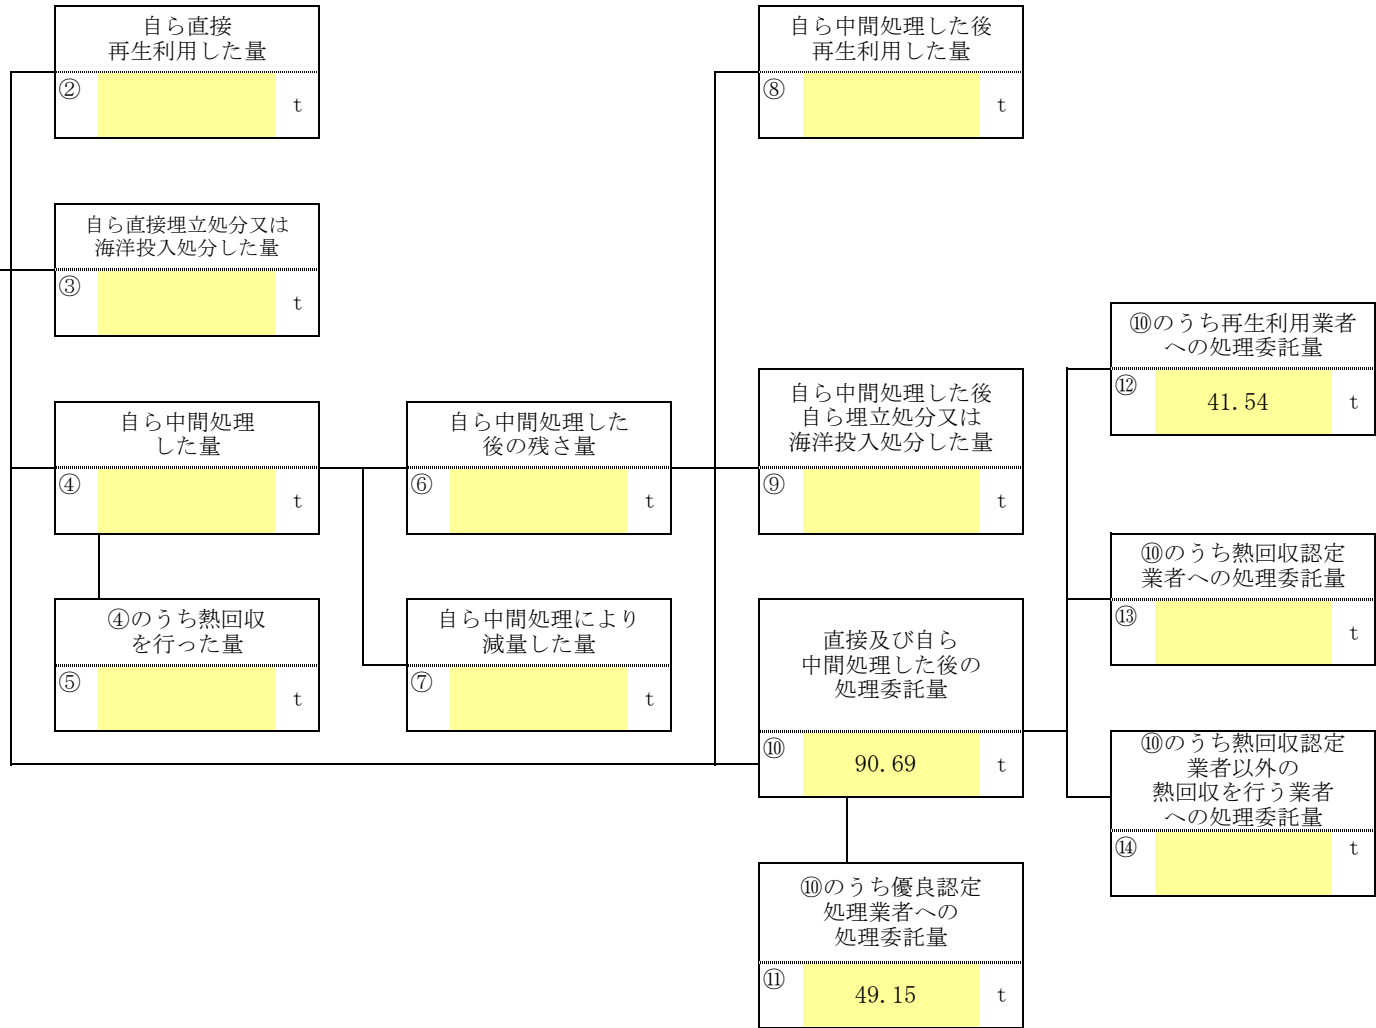 自ら直接
再生利用した量
②
t
自ら中間処理した後
再生利用した量
⑧
t
自ら直接埋立処分又は
海洋投入処分した量
③
t
⑩のうち再生利用業者
への処理委託量
⑫
41.54
t
自ら中間処理
した量
④
t
自ら中間処理した
後の残さ量
⑥
t
自ら中間処理した後
自ら埋立処分又は
海洋投入処分した量
⑨
t
⑩のうち熱回収認定
業者への処理委託量
⑬
t
④のうち熱回収
を行った量
⑤
t
自ら中間処理により
減量した量
⑦
t
直接及び自ら
中間処理した後の
処理委託量
⑩
90.69
t
⑩のうち熱回収認定
業者以外の
熱回収を行う業者
への処理委託量
⑭
t
⑩のうち優良認定
処理業者への
処理委託量
⑪
49.15
t